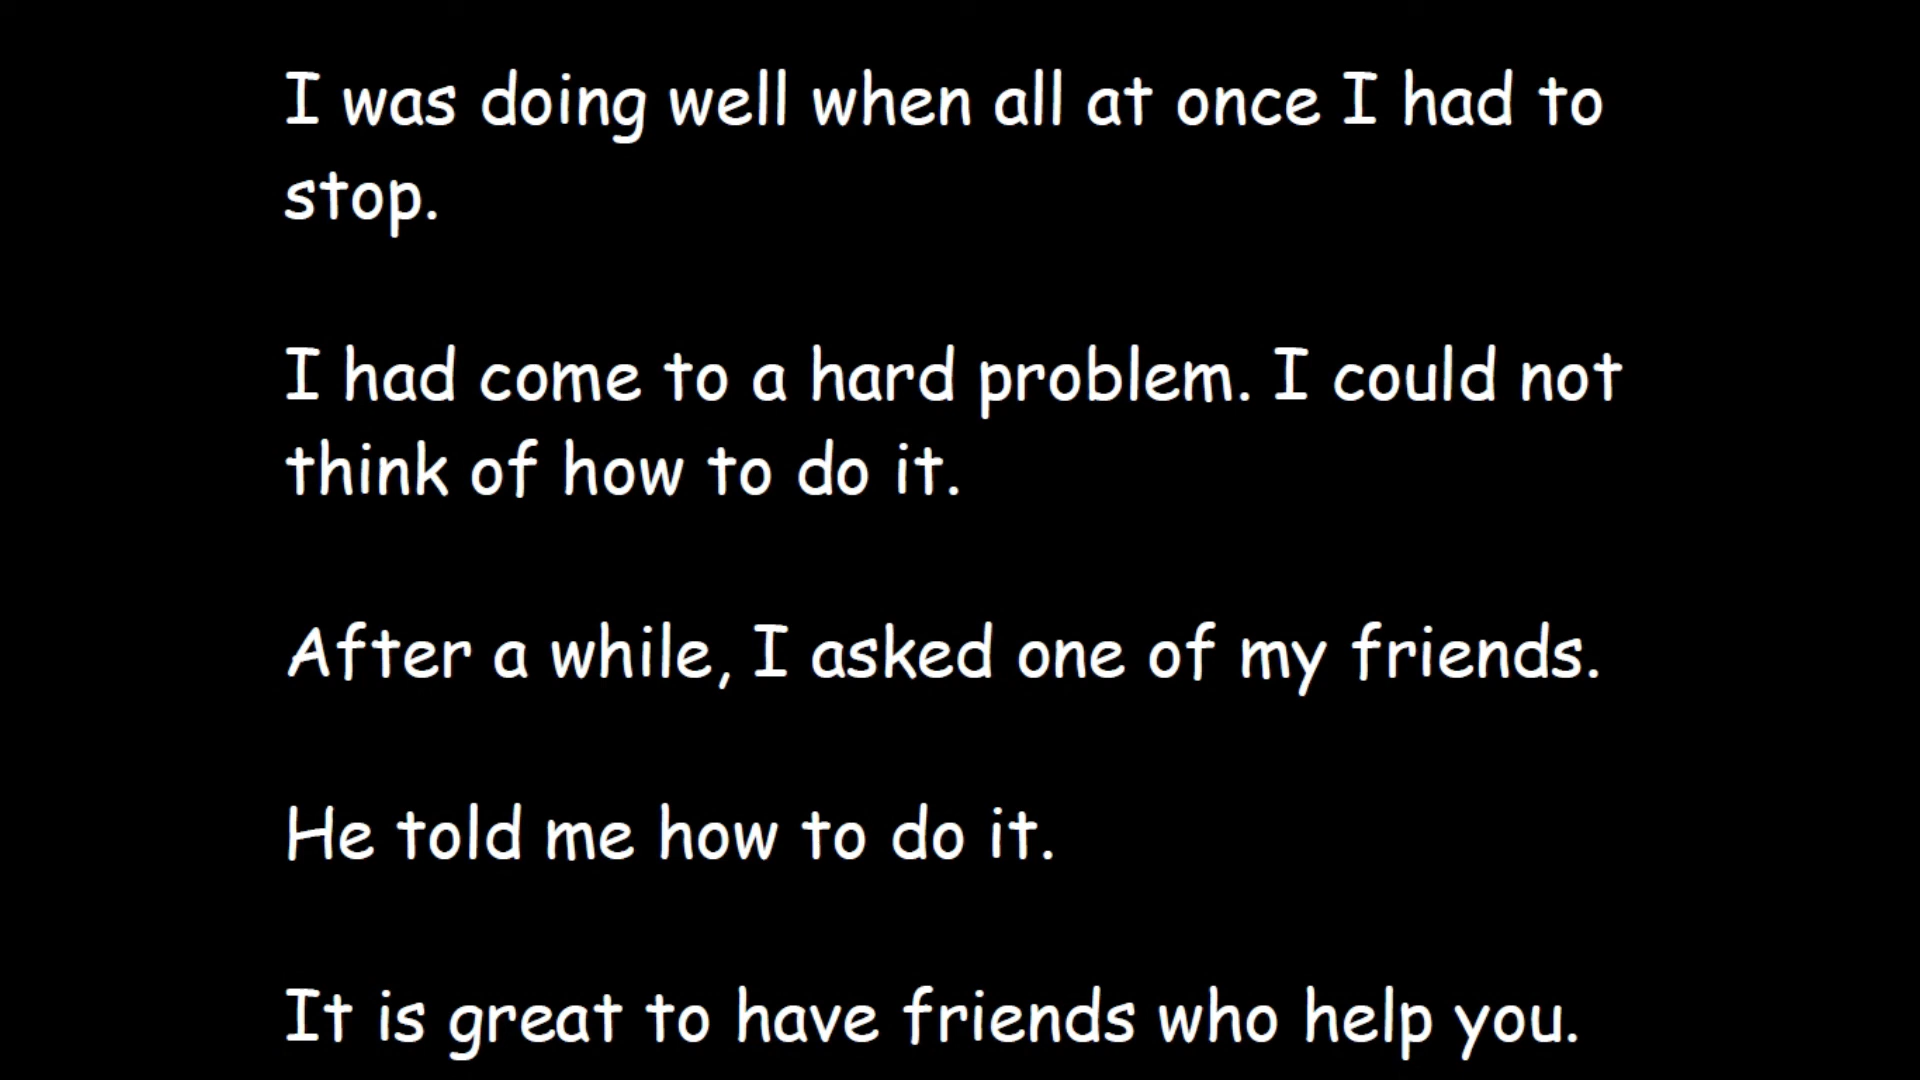 I was doing well when all at once I had to
stop.
I had come to a hard problem. I could not
think of how to do it.
After a while, I asked one of my friends.
He told me how to do it.
It is great to have friends who help you.